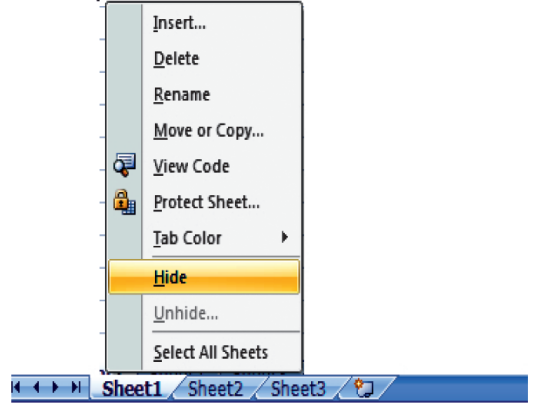 Insert...
Delete
Rename
Move or Copy...
View Code
Protect Sheet...
Tab Color
Hide
Unhide...
Select All Sheets
Sheet1 Sheet2 Sheet3